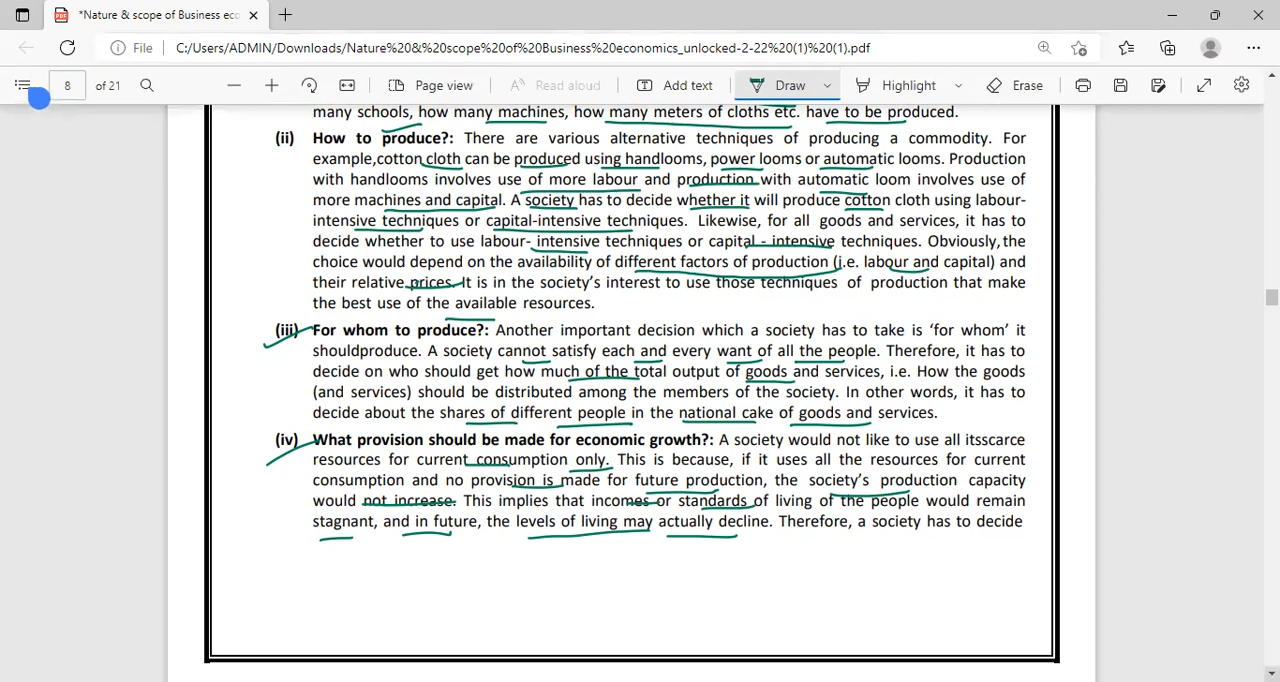 *Nature & scope of Business eco
File C:/Users/ADMIN/Downloads/Nature%20&%20scope%20of%20Business%20economics_unlocked-2-22%20(1)%20(1).pdf
8 of 21 Page view Read aloud Add text Draw Highlight Erase
many schools, how many machines, how many meters of cloths etc. have to be produced.
(ii) How to produce?: There are various alternative techniques of producing a commodity. For
example,cotton cloth can be produced using handlooms, power looms or automatic looms. Production
with handlooms involves use of more labour and production with automatic loom involves use of
more machines and capital. A society has to decide whether it will produce cotton cloth using labour-
intensive techniques or capital-intensive techniques. Likewise, for all goods and services, it has to
decide whether to use labour- intensive techniques or capital - intensive techniques. Obviously,the
choice would depend on the availability of different factors of production (i.e. labour and capital) and
their relative prices. It is in the society’s interest to use those techniques of production that make
the best use of the available resources.
(iii) For whom to produce?: Another important decision which a society has to take is ‘for whom’ it
shouldproduce. A society cannot satisfy each and every want of all the people. Therefore, it has to
decide on who should get how much of the total output of goods and services, i.e. How the goods
(and services) should be distributed among the members of the society. In other words, it has to
decide about the shares of different people in the national cake of goods and services.
(iv) What provision should be made for economic growth?: A society would not like to use all itsscarce
resources for current consumption only. This is because, if it uses all the resources for current
consumption and no provision is made for future production, the society’s production capacity
would not increase. This implies that incomes or standards of living of the people would remain
stagnant, and in future, the levels of living may actually decline. Therefore, a society has to decide